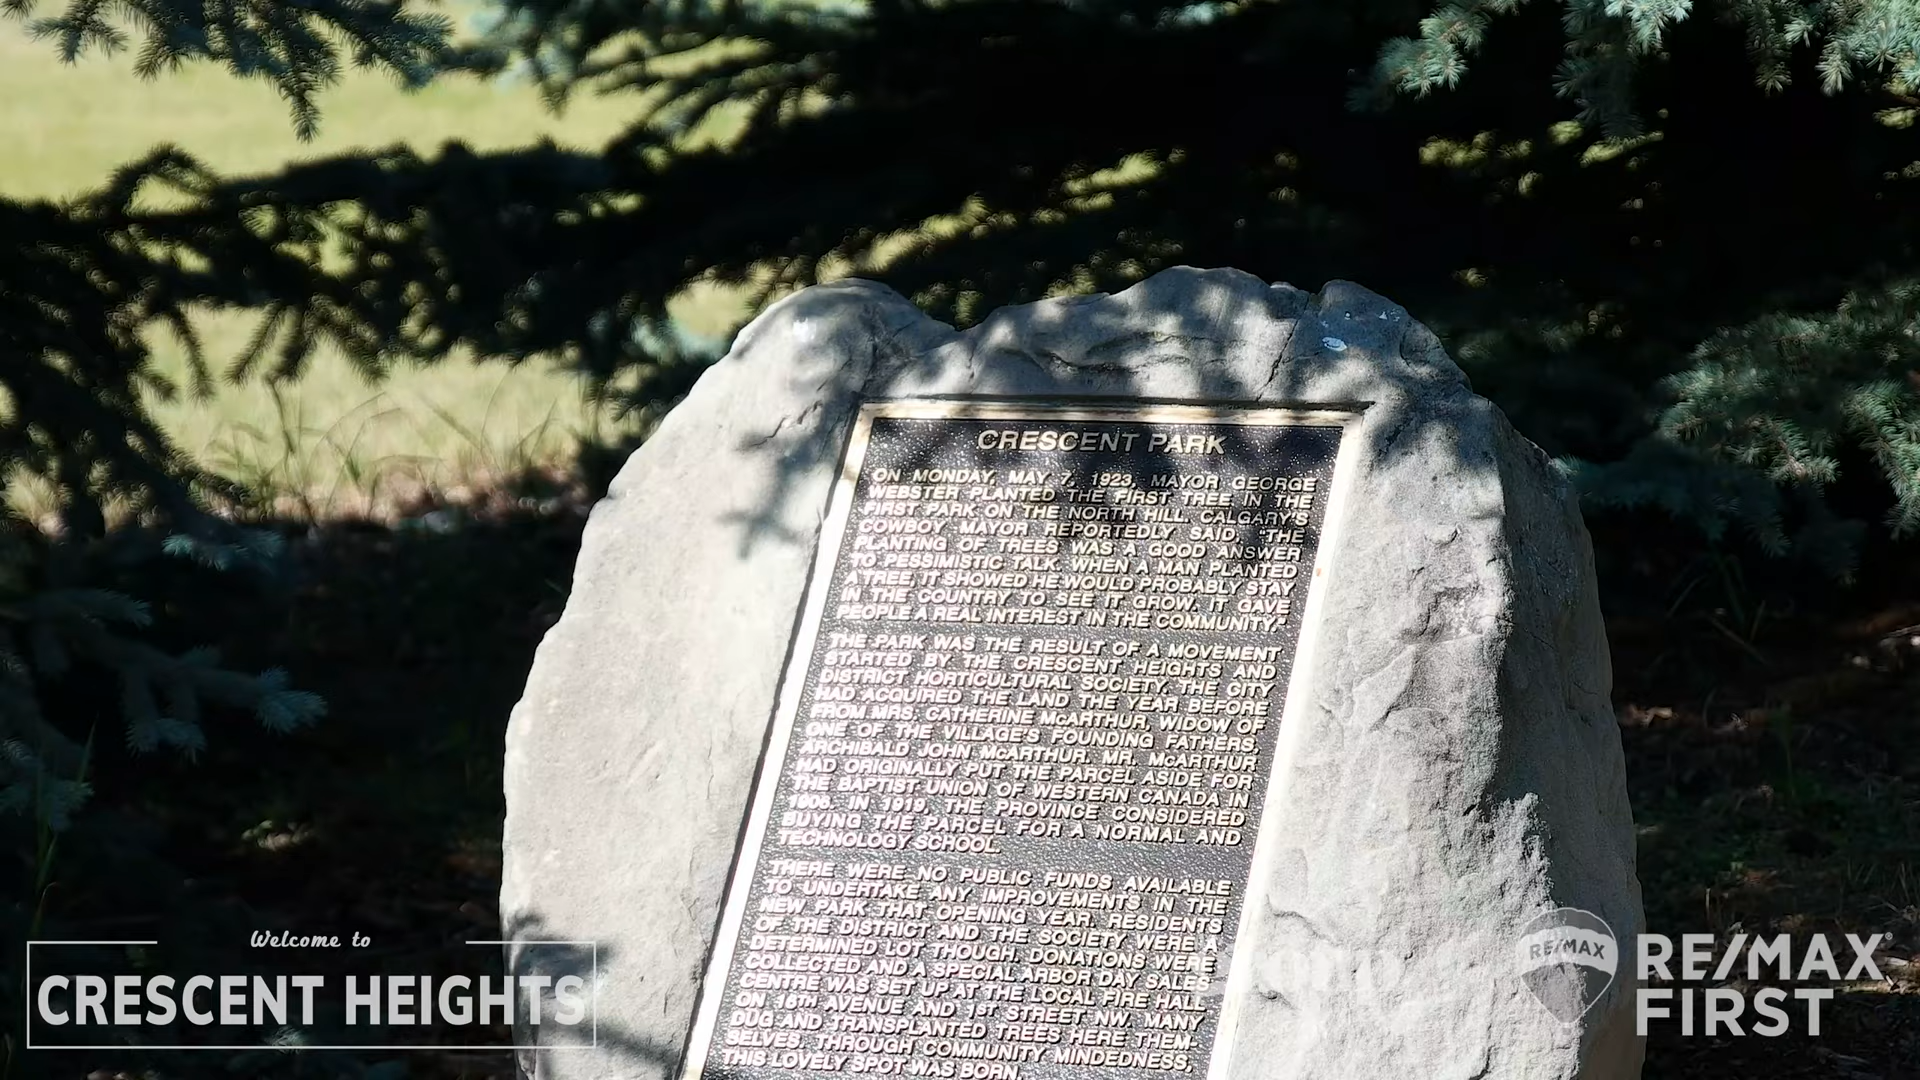 CRESCENT PARK
ON MONDAY, MAY 7, 1923, MAYOR GEORGE
WEBSTER PLANTED THE FIRST TREE IN THE
FIRST PARK ON THE NORTH HILL. CALGARY'S
COWBOY MAYOR REPORTEDLY SAID, "THE
PLANTING OF TREES WAS A GOOD ANSWER
TO PESSIMISTIC TALK. WHEN A MAN PLANTED
A TREE, IT SHOWED HE WOULD PROBABLY STAY
IN THE COUNTRY TO SEE IT GROW. IT GAVE
PEOPLE A REAL INTEREST IN THE COMMUNITY."
THE PARK WAS THE RESULT OF A MOVEMENT
STARTED BY THE CRESCENT HEIGHTS AND
DISTRICT HORTICULTURAL SOCIETY. THE CITY
HAD ACQUIRED THE LAND THE YEAR BEFORE
FROM MRS. CATHERINE McARTHUR, WIDOW OF
ONE OF THE VILLAGE'S FOUNDING FATHERS,
ARCHIBALD JOHN McARTHUR. MR. McARTHUR
HAD ORIGINALLY PUT THE PARCEL ASIDE FOR
THE BAPTIST UNION OF WESTERN CANADA IN
1908. IN 1919, THE PROVINCE CONSIDERED
BUYING THE PARCEL FOR A NORMAL AND
TECHNOLOGY SCHOOL.
THERE WERE NO PUBLIC FUNDS AVAILABLE
TO UNDERTAKE ANY IMPROVEMENTS IN THE
NEW PARK THAT OPENING YEAR. RESIDENTS
OF THE DISTRICT AND THE SOCIETY WERE A
DETERMINED LOT THOUGH. DONATIONS WERE
COLLECTED AND A SPECIAL ARBOR DAY SALES
CENTRE WAS SET UP AT THE LOCAL FIRE HALL
ON 16TH AVENUE AND 1ST STREET NW. MANY
DUG AND TRANSPLANTED TREES HERE THEM-
SELVES. THROUGH COMMUNITY MINDEDNESS,
THIS LOVELY SPOT WAS BORN.
Welcome to
CRESCENT HEIGHTS
RE/MAX
RE/MAX®
FIRST